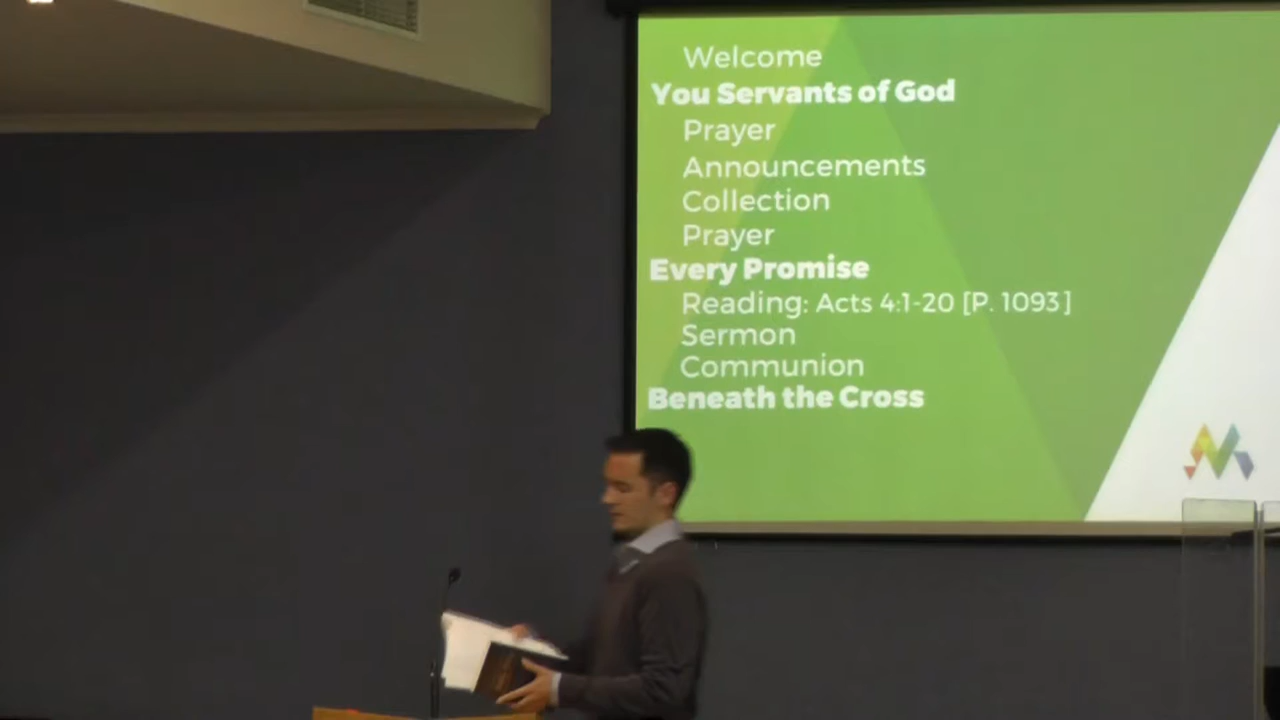 Welcome
You Servants of God
Prayer
Announcements
Collection
Prayer
Every Promise
Reading: Acts 4:1-20 [P. 1093]
Sermon
Communion
Beneath the Cross